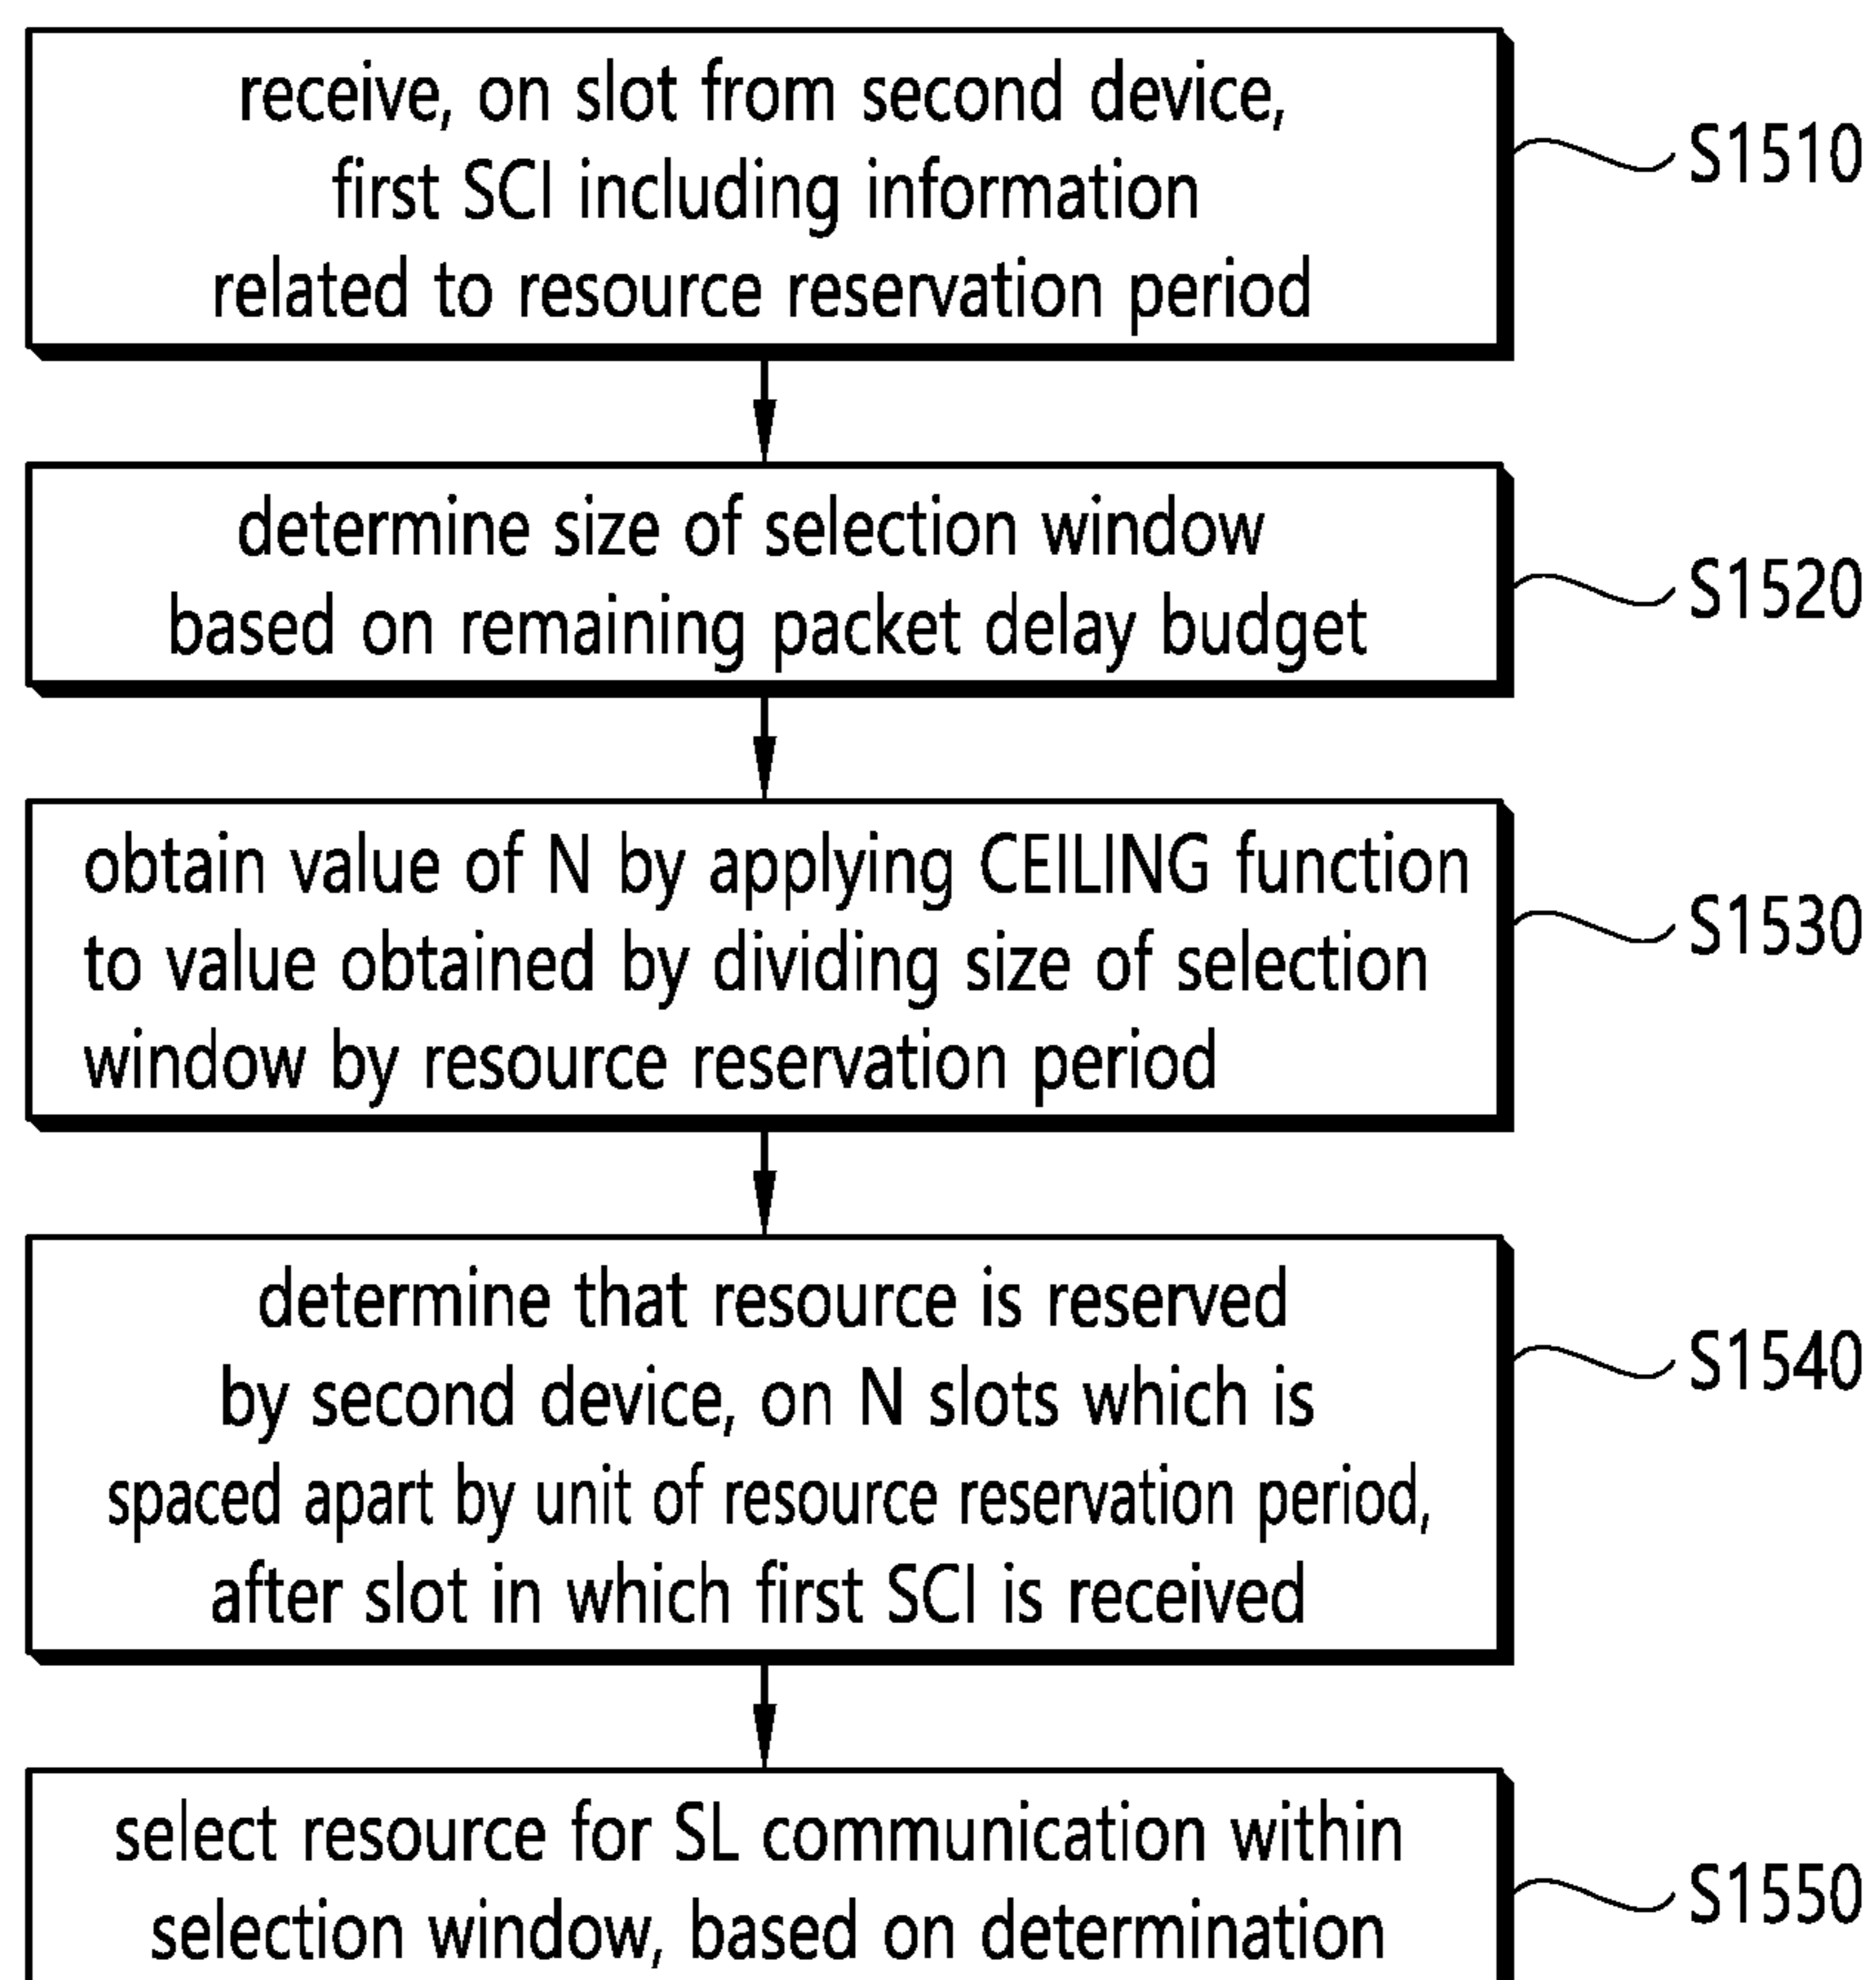 receive, on slot from second device,
first SCI including information
related to resource reservation period
S1510
determine size of selection window
based on remaining packet delay budget
S1520
obtain value of N by applying CEILING function
to value obtained by dividing size of selection
window by resource reservation period
S1530
determine that resource is reserved
by second device, on N slots which is
spaced apart by unit of resource reservation period,
after slot in which first SCI is received
S1540
select resource for SL communication within
selection window, based on determination
S1550